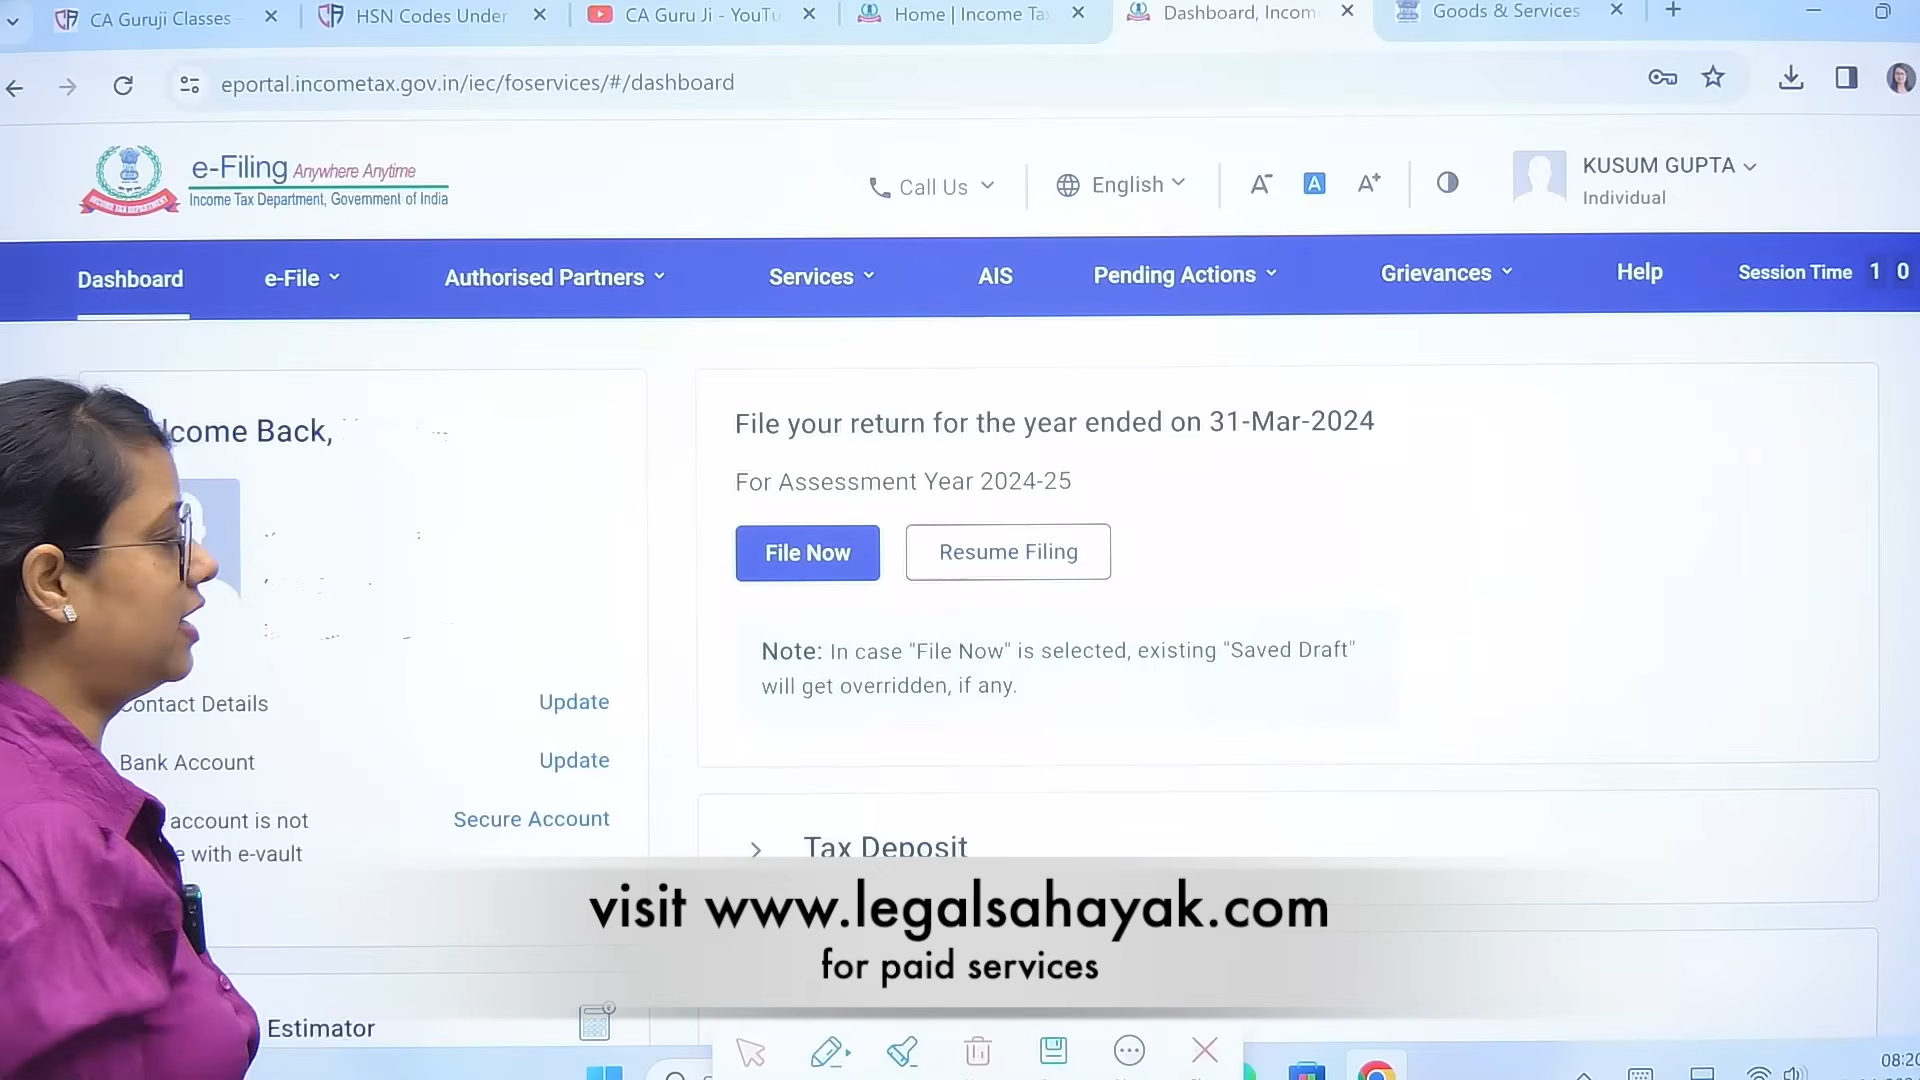 CA Guruji Classes
HSN Codes Under
CA Guru Ji - YouTu
Home | Income Ta
Dashboard, Incom
Goods & Services
eportal.incometax.gov.in/iec/foservices/#/dashboard
e-Filing Anywhere Anytime
Income Tax Department, Government of India
Call Us
English
A-
A
A+
KUSUM GUPTA
Individual
Dashboard
e-File
Authorised Partners
Services
AIS
Pending Actions
Grievances
Help
Session Time 1 0
lcome Back,
File your return for the year ended on 31-Mar-2024
For Assessment Year 2024-25
File Now
Resume Filing
Note: In case "File Now" is selected, existing "Saved Draft"
will get overridden, if any.
Contact Details
Update
Bank Account
Update
account is not
e with e-vault
Secure Account
Tax Deposit
visit www.legalsahayak.com
for paid services
Estimator
08:20